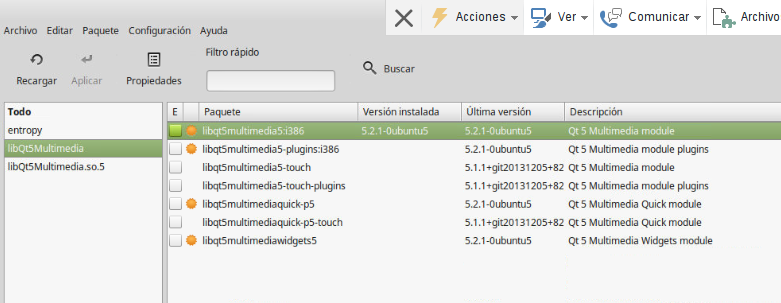 Acciones Ver Comunicar Archivo
Archivo Editar Paquete Configuración Ayuda
Filtro rápido
Recargar Aplicar Propiedades Buscar
Todo
entropy
libQt5Multimedia
libQt5Multimedia.so.5
E Paquete Versión instalada Última versión Descripción
libqt5multimedia5:i386 5.2.1-0ubuntu5 5.2.1-0ubuntu5 Qt 5 Multimedia module
libqt5multimedia5-plugins:i386 5.2.1-0ubuntu5 Qt 5 Multimedia module plugins
libqt5multimedia5-touch 5.1.1+git20131205+82 Qt 5 Multimedia module
libqt5multimedia5-touch-plugins 5.1.1+git20131205+82 Qt 5 Multimedia module plugins
libqt5multimediaquick-p5 5.2.1-0ubuntu5 Qt 5 Multimedia Quick module
libqt5multimediaquick-p5-touch 5.1.1+git20131205+82 Qt 5 Multimedia Quick module
libqt5multimediawidgets5 5.2.1-0ubuntu5 Qt 5 Multimedia Widgets module